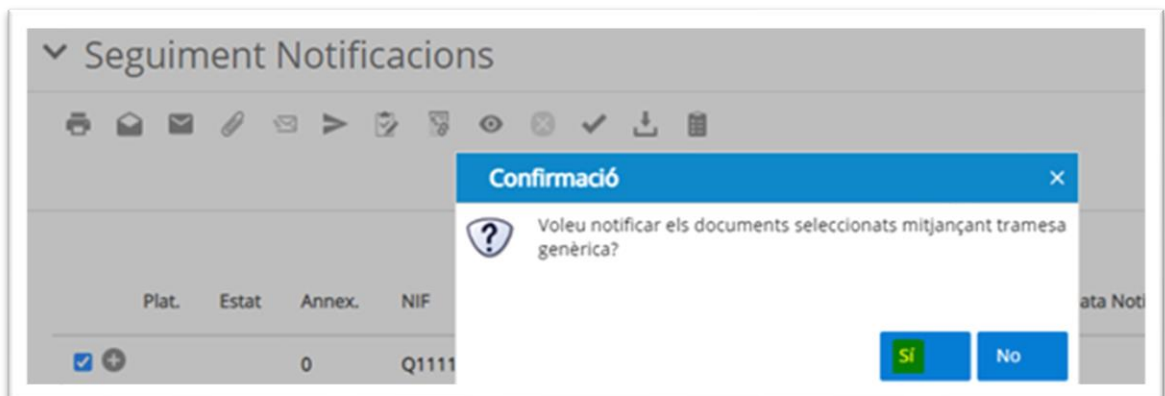 Seguiment Notificacions
Confirmació
Voleu notificar els documents seleccionats mitjançant tramesa
genèrica?
Plat. Estat Annex. NIF ata Noti
Sí No
0 Q1111